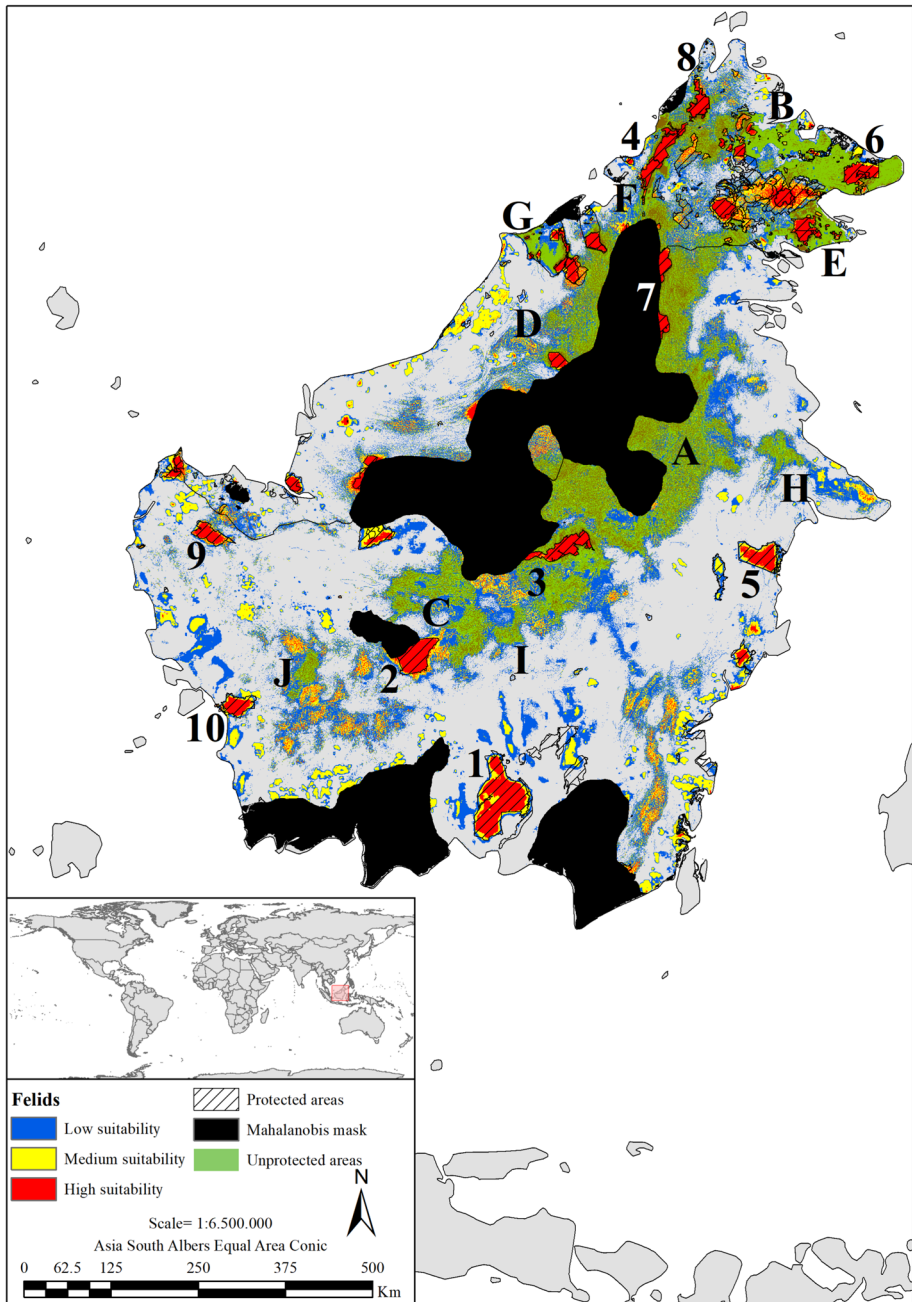 8
B
4
6
F
G
E
7
D
A
H
9
3
5
C
J
I
2
10
1
Felids
Low suitability
Medium suitability
High suitability
Protected areas
Mahalanobis mask
Unprotected areas
N
Scale= 1:6.500.000
Asia South Albers Equal Area Conic
0 62.5 125 250 375 500
Km